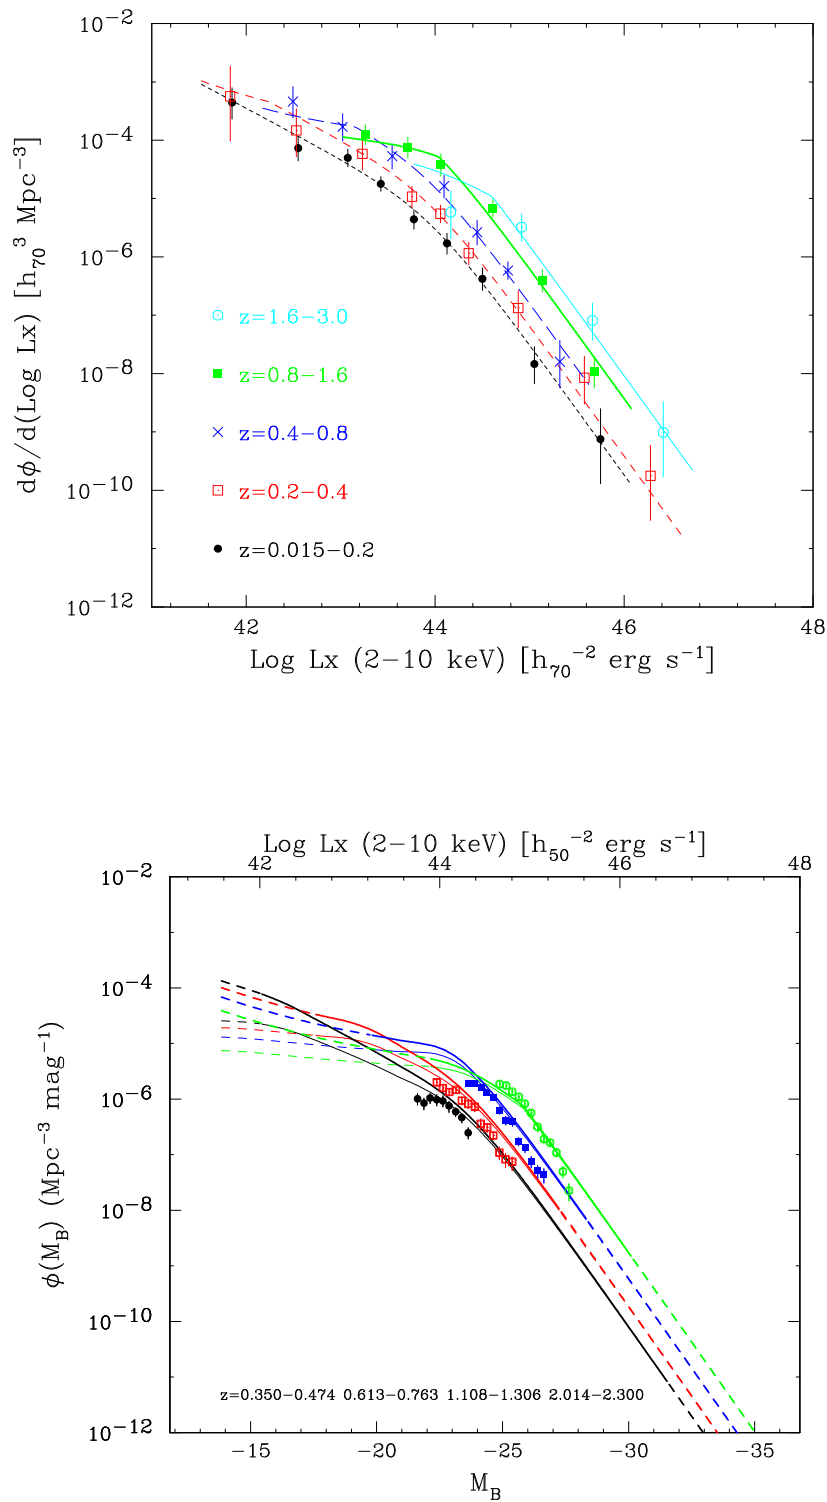 10−2
10−4
10−6
10−8
10−10
10−12
dϕ/d(Log Lx) [h70 3 Mpc−3]
z=1.6−3.0
z=0.8−1.6
z=0.4−0.8
z=0.2−0.4
z=0.015−0.2
42 44 46 48
Log Lx (2−10 keV) [h70 −2 erg s−1]
Log Lx (2−10 keV) [h50 −2 erg s−1]
42 44 46 48
10−2
10−4
10−6
10−8
10−10
10−12
ϕ(MB) (Mpc−3 mag−1)
z=0.350−0.474 0.613−0.763 1.108−1.306 2.014−2.300
−15 −20 −25 −30 −35
MB